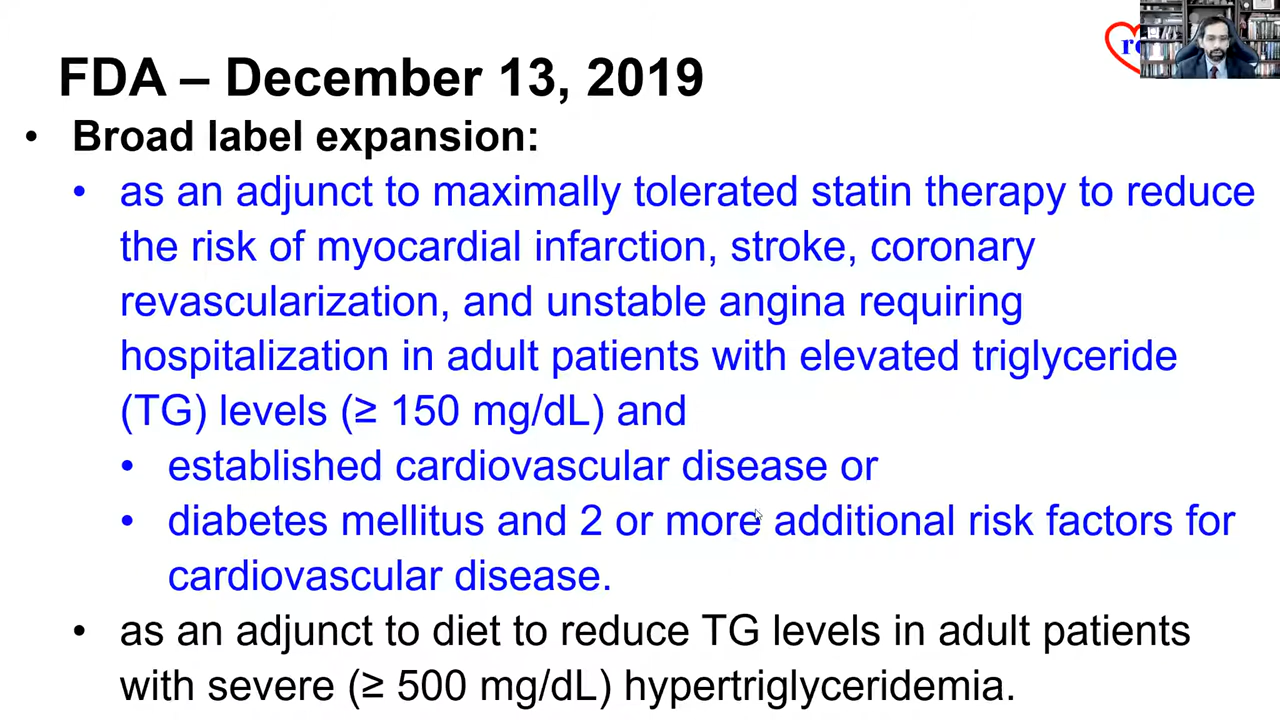 FDA – December 13, 2019
• Broad label expansion:
• as an adjunct to maximally tolerated statin therapy to reduce
the risk of myocardial infarction, stroke, coronary
revascularization, and unstable angina requiring
hospitalization in adult patients with elevated triglyceride
(TG) levels (≥ 150 mg/dL) and
• established cardiovascular disease or
• diabetes mellitus and 2 or more additional risk factors for
cardiovascular disease.
• as an adjunct to diet to reduce TG levels in adult patients
with severe (≥ 500 mg/dL) hypertriglyceridemia.